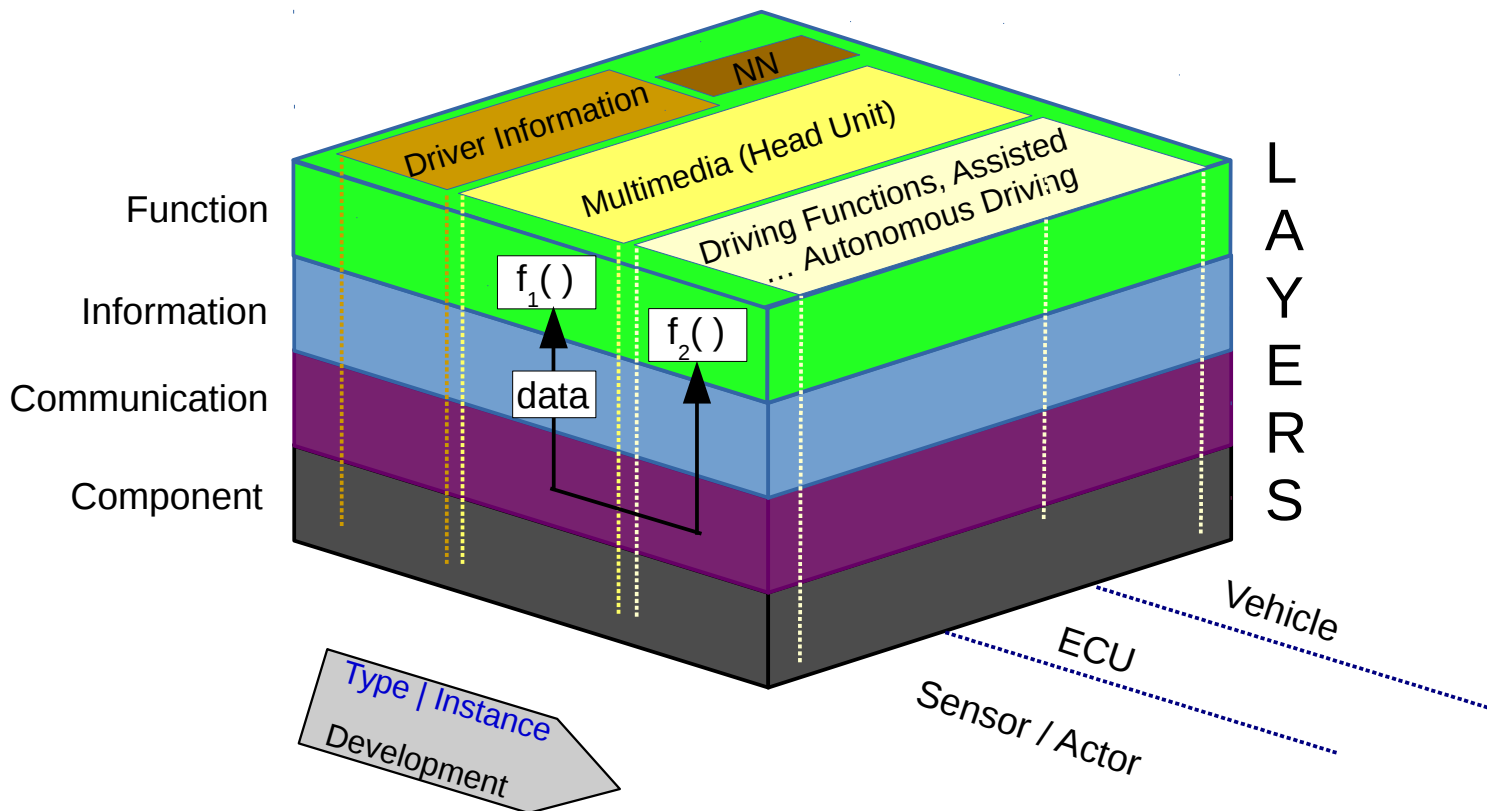 NN
Driver Information
Multimedia (Head Unit)
Driving Functions, Assisted
... Autonomous Driving
Function
Information
Communication
Component
f1( )
f2( )
data
L
A
Y
E
R
S
Vehicle
ECU
Sensor / Actor
Type | Instance
Development